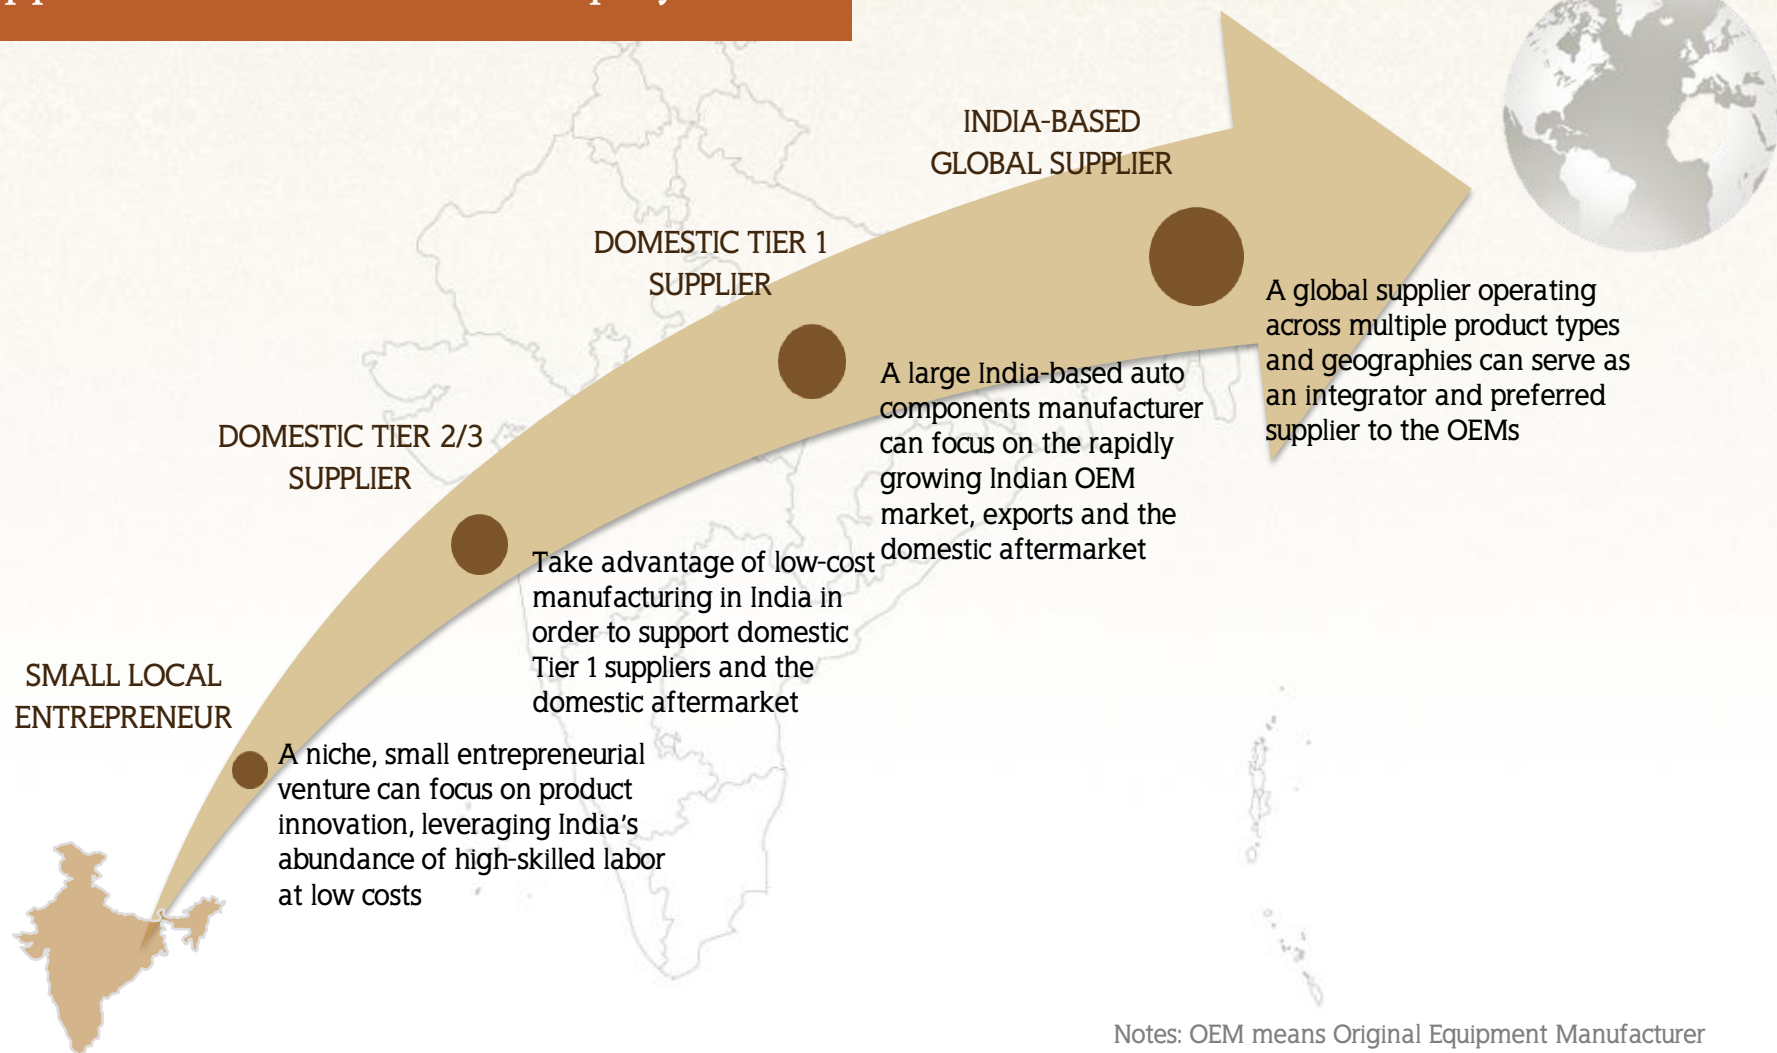 INDIA-BASED
GLOBAL SUPPLIER
DOMESTIC TIER 1
SUPPLIER
A global supplier operating
across multiple product types
and geographies can serve as
an integrator and preferred
supplier to the OEMs
A large India-based auto
components manufacturer
can focus on the rapidly
growing Indian OEM
market, exports and the
domestic aftermarket
DOMESTIC TIER 2/3
SUPPLIER
Take advantage of low-cost
manufacturing in India in
order to support domestic
Tier 1 suppliers and the
domestic aftermarket
SMALL LOCAL
ENTREPRENEUR
A niche, small entrepreneurial
venture can focus on product
innovation, leveraging India’s
abundance of high-skilled labor
at low costs
Notes: OEM means Original Equipment Manufacturer